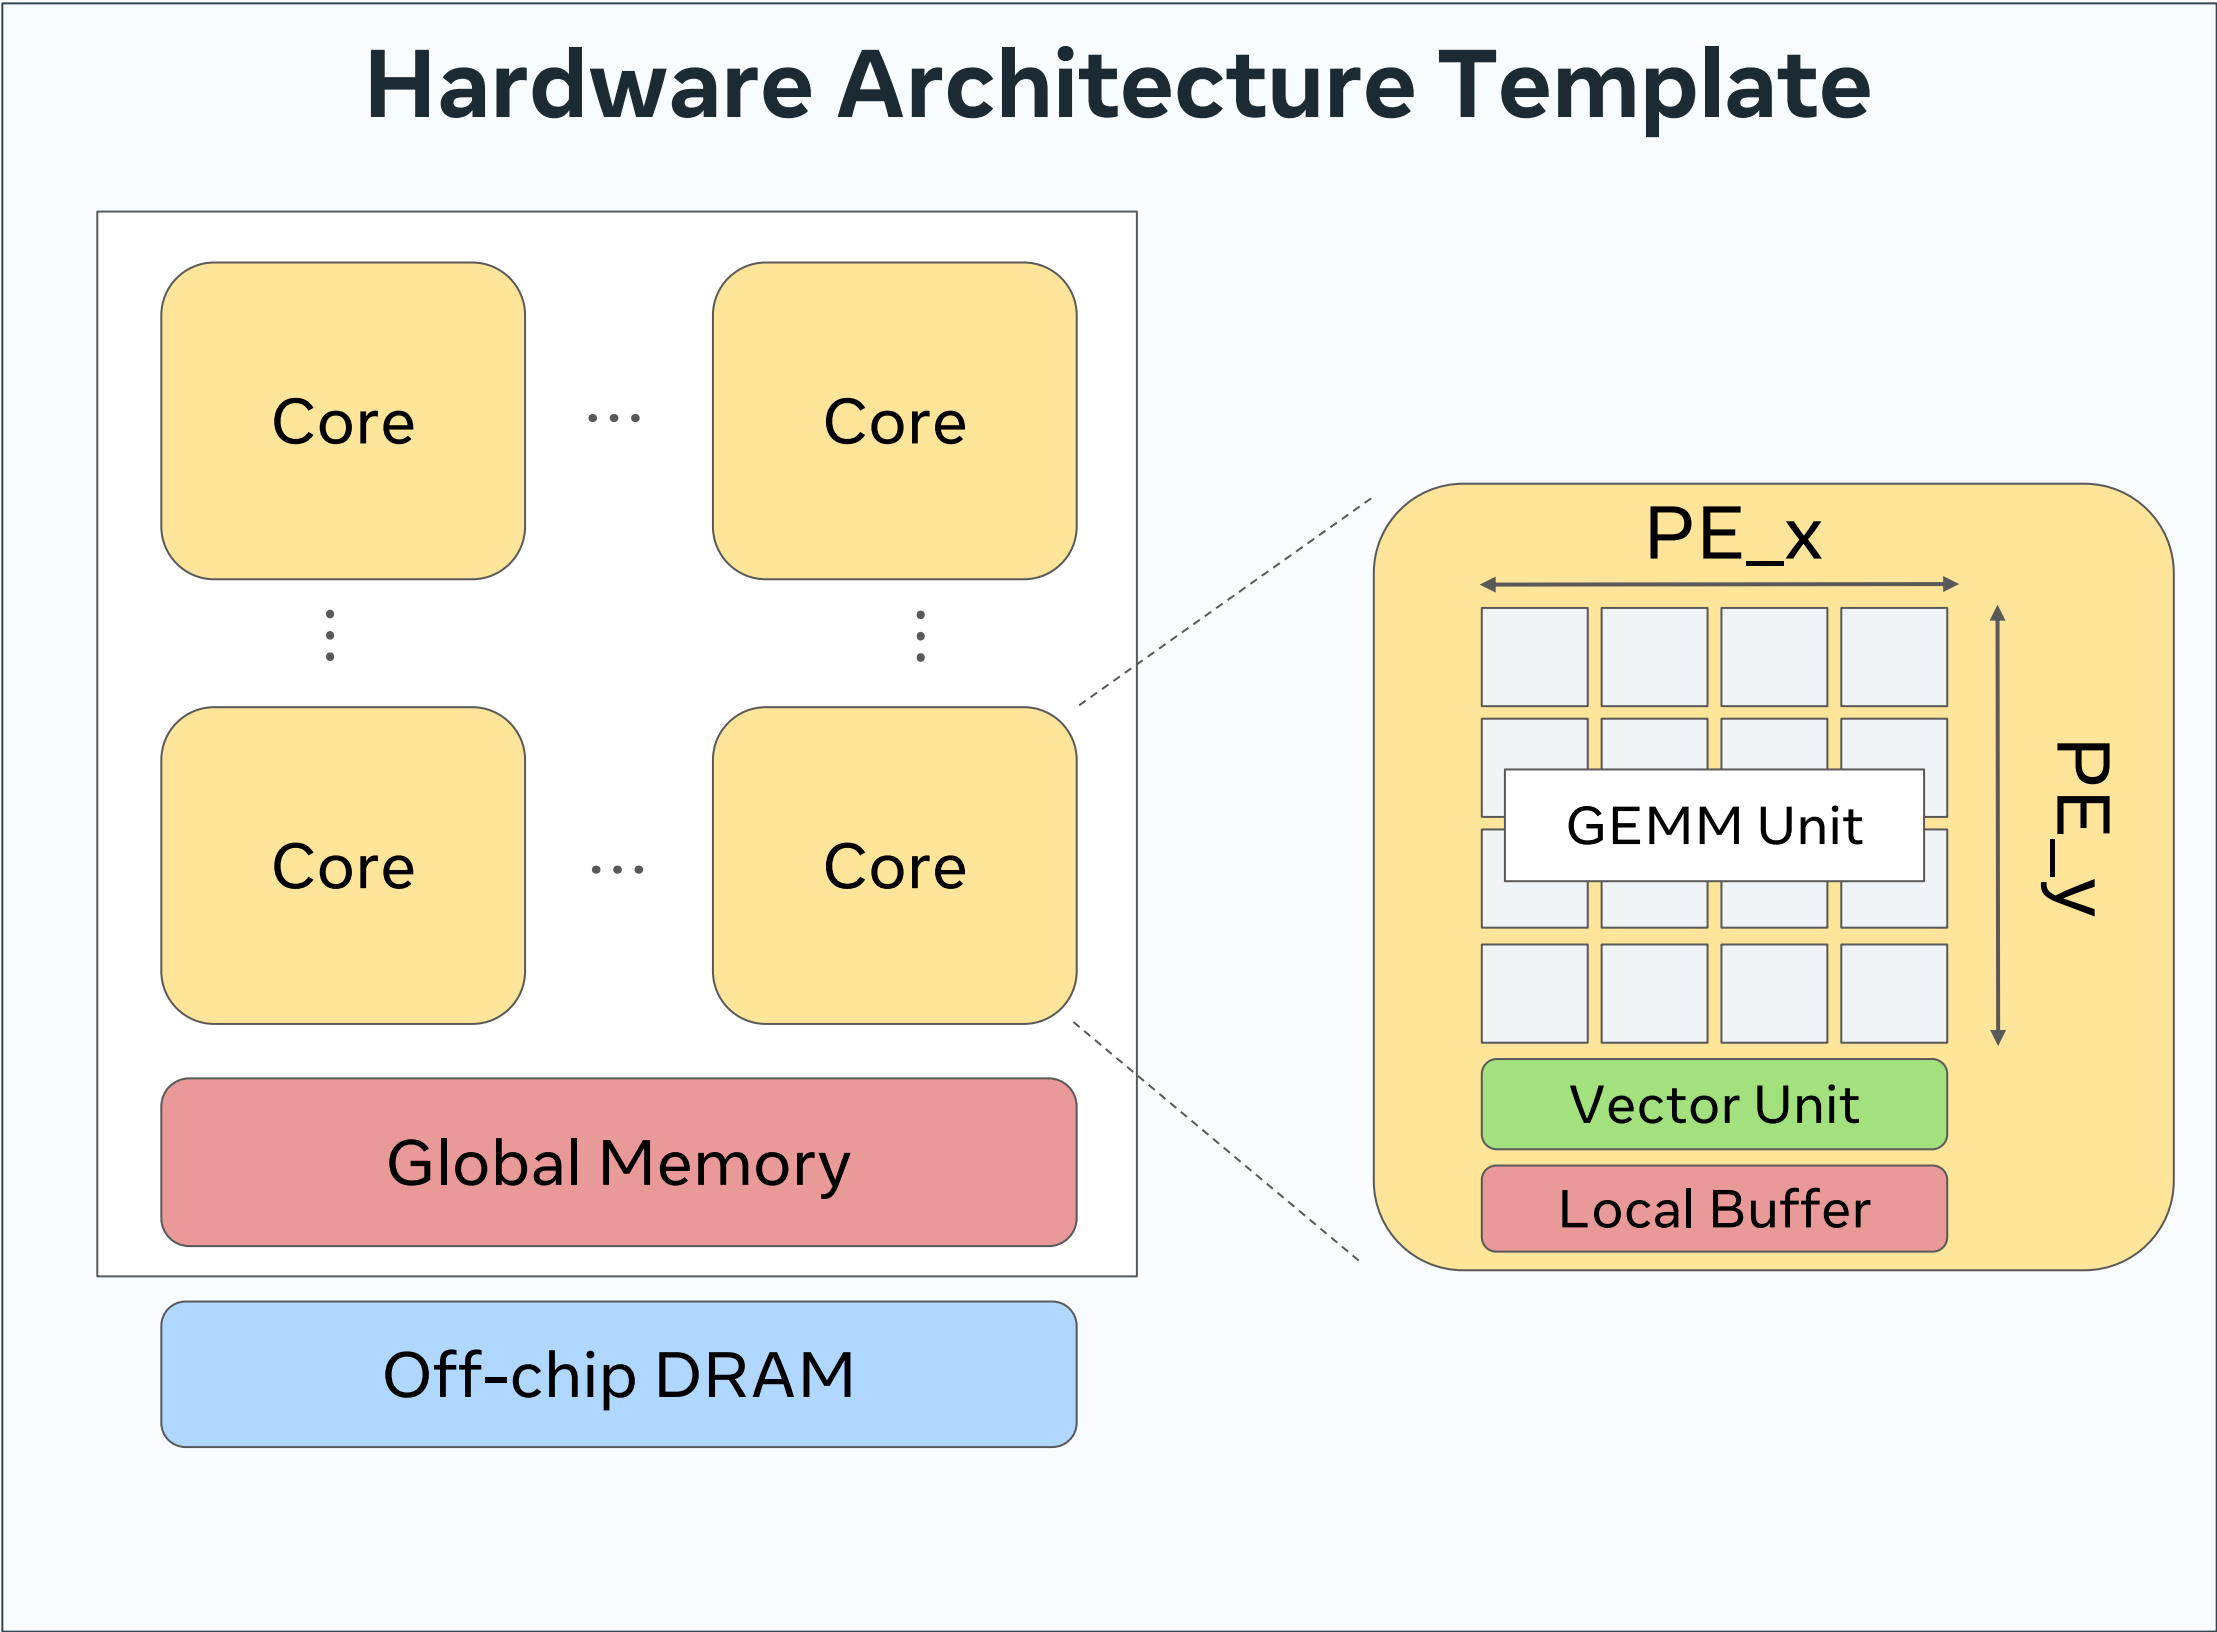 Hardware Architecture Template
Core ... Core
Core ... Core
Global Memory
Off-chip DRAM
PE_x
PE_y
GEMM Unit
Vector Unit
Local Buffer